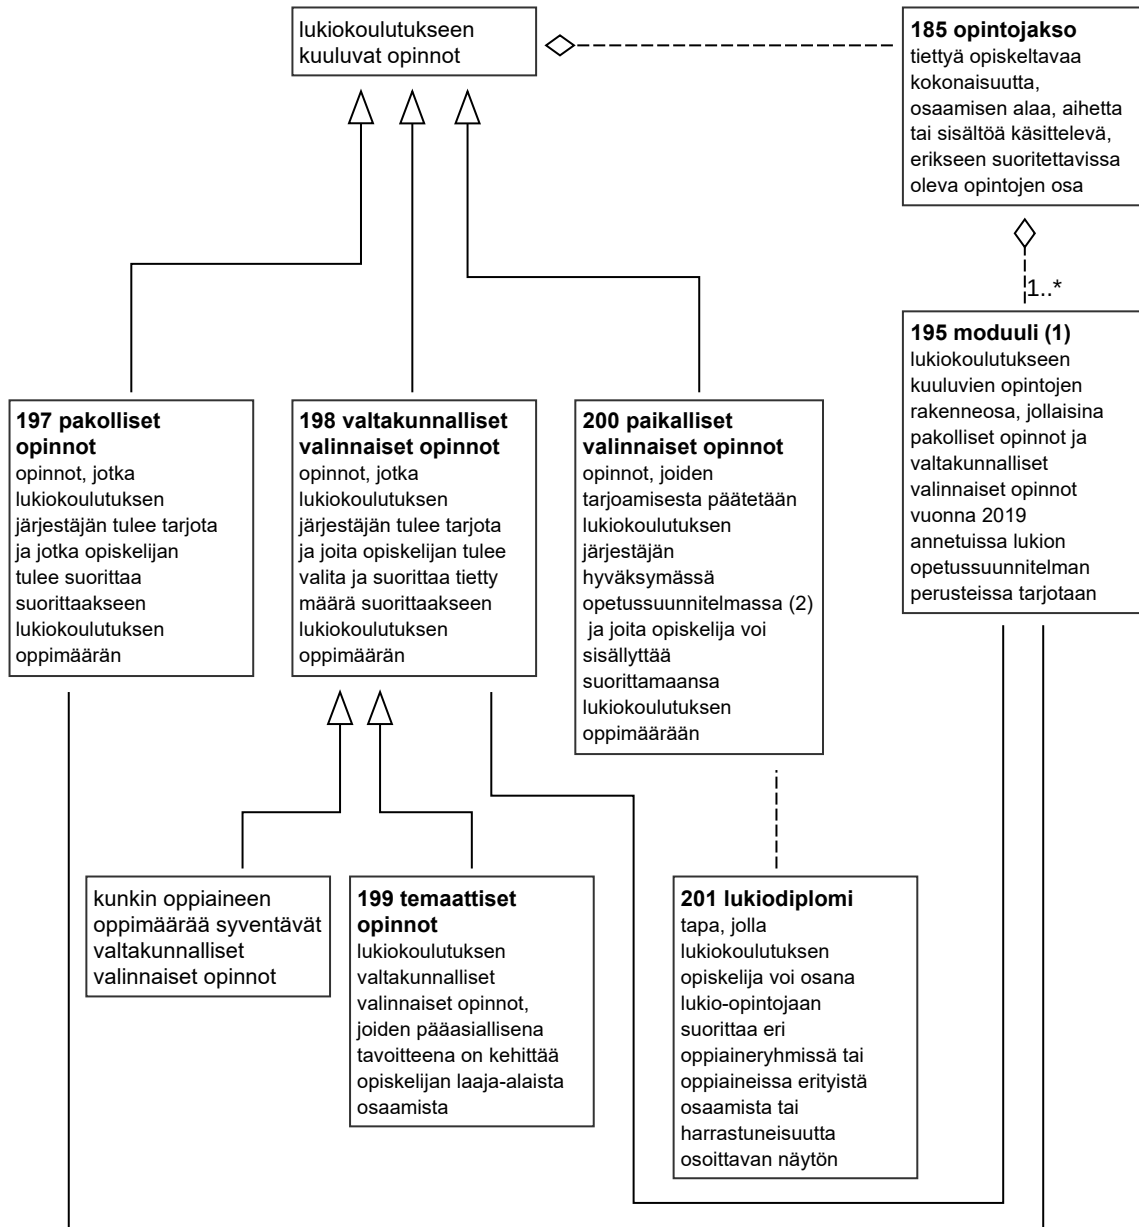 lukiokoulutukseen
kuuluvat opinnot
185 opintojakso
tiettyä opiskeltavaa
kokonaisuutta,
osaamisen alaa, aihetta
tai sisältöä käsittelevä,
erikseen suoritettavissa
oleva opintojen osa
1..*
195 moduuli (1)
lukiokoulutukseen
kuuluvien opintojen
rakenneosa, jollaisina
pakolliset opinnot ja
valtakunnalliset
valinnaiset opinnot
vuonna 2019
annetuissa lukion
opetussuunnitelman
perusteissa tarjotaan
197 pakolliset
opinnot
opinnot, jotka
lukiokoulutuksen
järjestäjän tulee tarjota
ja jotka opiskelijan
tulee suorittaa
suorittaakseen
lukiokoulutuksen
oppimäärän
198 valtakunnalliset
valinnaiset opinnot
opinnot, jotka
lukiokoulutuksen
järjestäjän tulee tarjota
ja joita opiskelijan tulee
valita ja suorittaa tietty
määrä suorittaakseen
lukiokoulutuksen
oppimäärän
200 paikalliset
valinnaiset opinnot
opinnot, joiden
tarjoamisesta päätetään
lukiokoulutuksen
järjestäjän
hyväksymässä
opetussuunnitelmassa (2)
ja joita opiskelija voi
sisällyttää
suorittamaansa
lukiokoulutuksen
oppimäärään
kunkin oppiaineen
oppimäärää syventävät
valtakunnalliset
valinnaiset opinnot
199 temaattiset
opinnot
lukiokoulutuksen
valtakunnalliset
valinnaiset opinnot,
joiden pääasiallisena
tavoitteena on kehittää
opiskelijan laaja-alaista
osaamista
201 lukiodiplomi
tapa, jolla
lukiokoulutuksen
opiskelija voi osana
lukio-opintojaan
suorittaa eri
oppiaineryhmissä tai
oppiaineissa erityistä
osaamista tai
harrastuneisuutta
osoittavan näytön